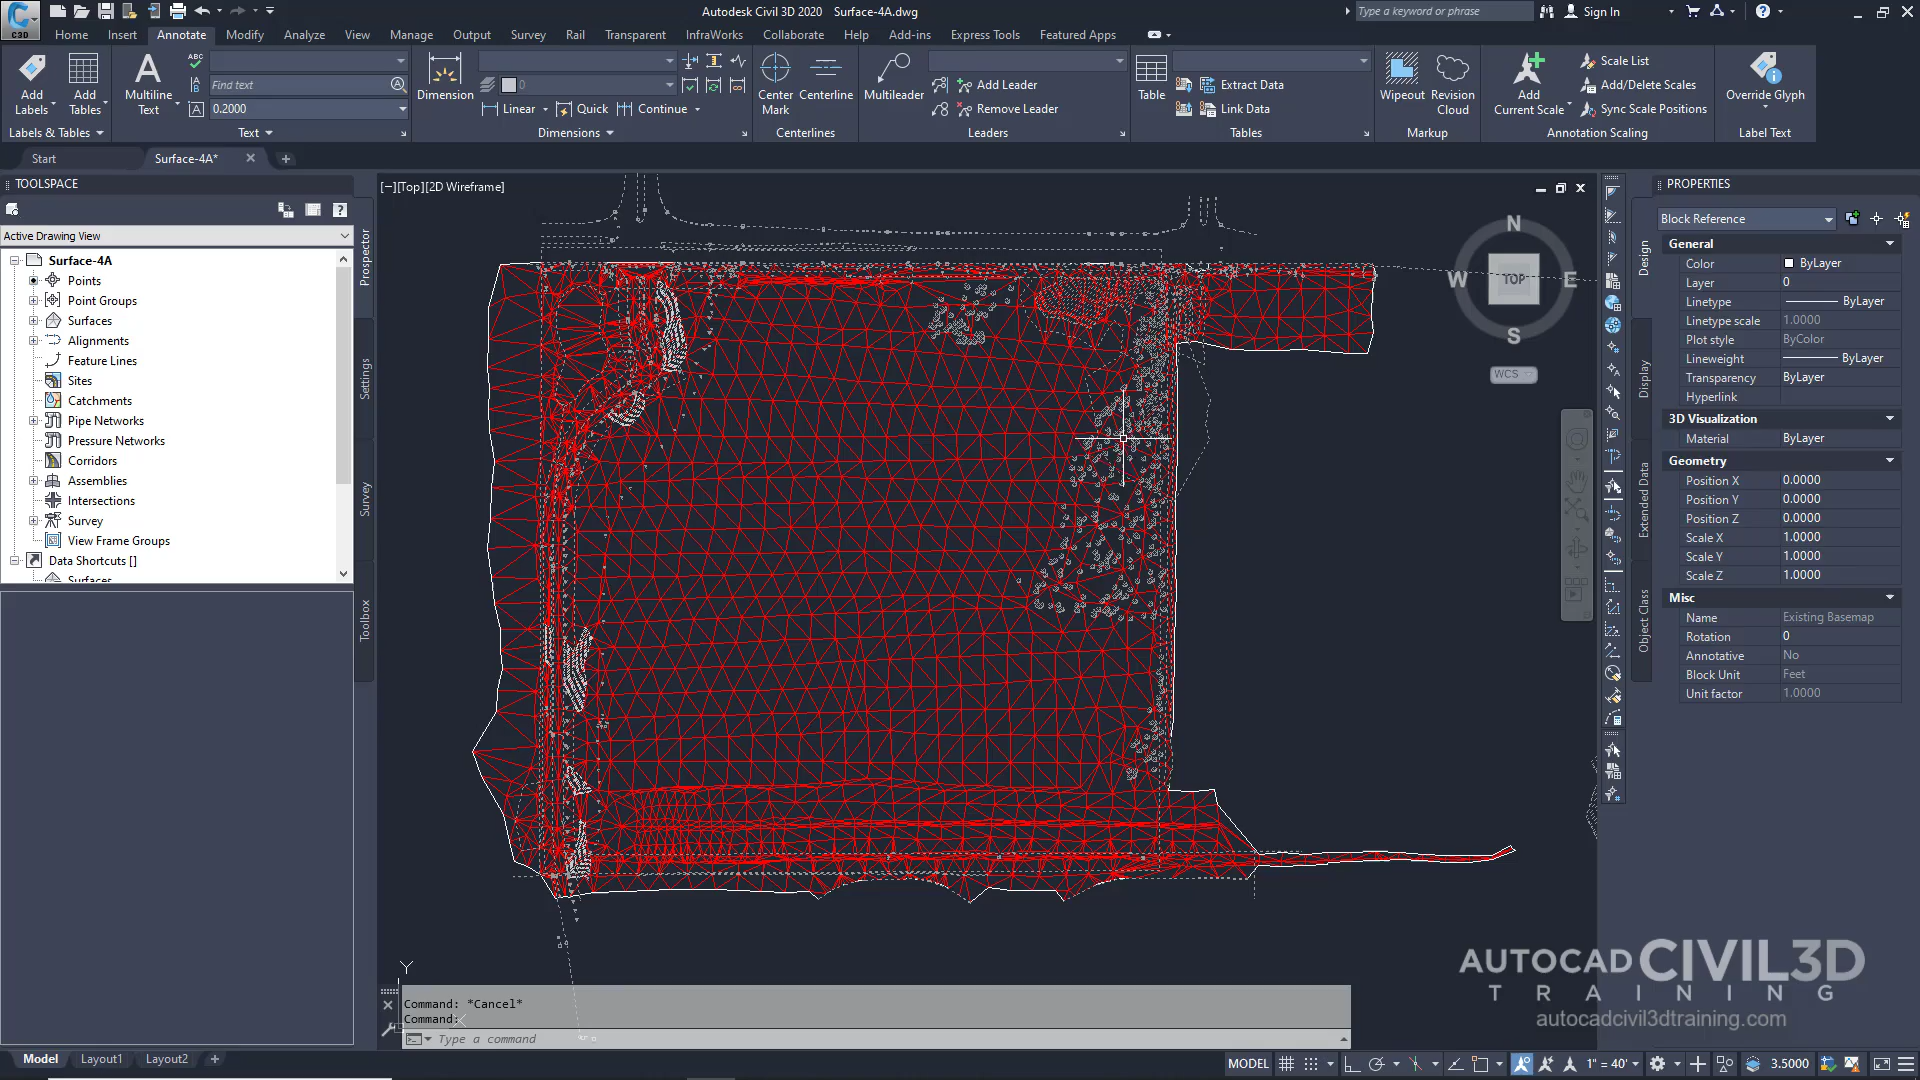 Autodesk Civil 3D 2020 Surface-4A.dwg
Type a keyword or phrase
Sign In
C3D
Home Insert Annotate Modify Analyze View Manage Output Survey Rail Transparent InfraWorks Collaborate Help Add-ins Express Tools Featured Apps
Add Labels
Add Tables
Labels & Tables
Multiline Text
ABC
Find text
0.2000
Text
Dimension
0
Linear Quick Continue
Dimensions
Center Mark
Centerline
Centerlines
Multileader
Add Leader
Remove Leader
Leaders
Table
Extract Data
Link Data
Tables
Wipeout
Revision Cloud
Markup
Add Current Scale
Scale List
Add/Delete Scales
Sync Scale Positions
Annotation Scaling
Override Glyph
Label Text
Start
Surface-4A*
TOOLSPACE
Active Drawing View
Surface-4A
Points
Point Groups
Surfaces
Alignments
Feature Lines
Sites
Catchments
Pipe Networks
Pressure Networks
Corridors
Assemblies
Intersections
Survey
View Frame Groups
Data Shortcuts []
Surfaces
Prospector
Settings
Survey
Toolbox
[−][Top][2D Wireframe]
N
W TOP E
S
WCS
Y
X
Command: *Cancel*
Command:
Type a command
PROPERTIES
Block Reference
Design
Display
Extended Data
Object Class
General
Color ByLayer
Layer 0
Linetype ByLayer
Linetype scale 1.0000
Plot style ByColor
Lineweight ByLayer
Transparency ByLayer
Hyperlink
3D Visualization
Material ByLayer
Geometry
Position X 0.0000
Position Y 0.0000
Position Z 0.0000
Scale X 1.0000
Scale Y 1.0000
Scale Z 1.0000
Misc
Name Existing Basemap
Rotation 0
Annotative No
Block Unit Feet
Unit factor 1.0000
AUTOCAD CIVIL3D
TRAINING
autocadcivil3dtraining.com
Model Layout1 Layout2
MODEL
1" = 40'
3.5000